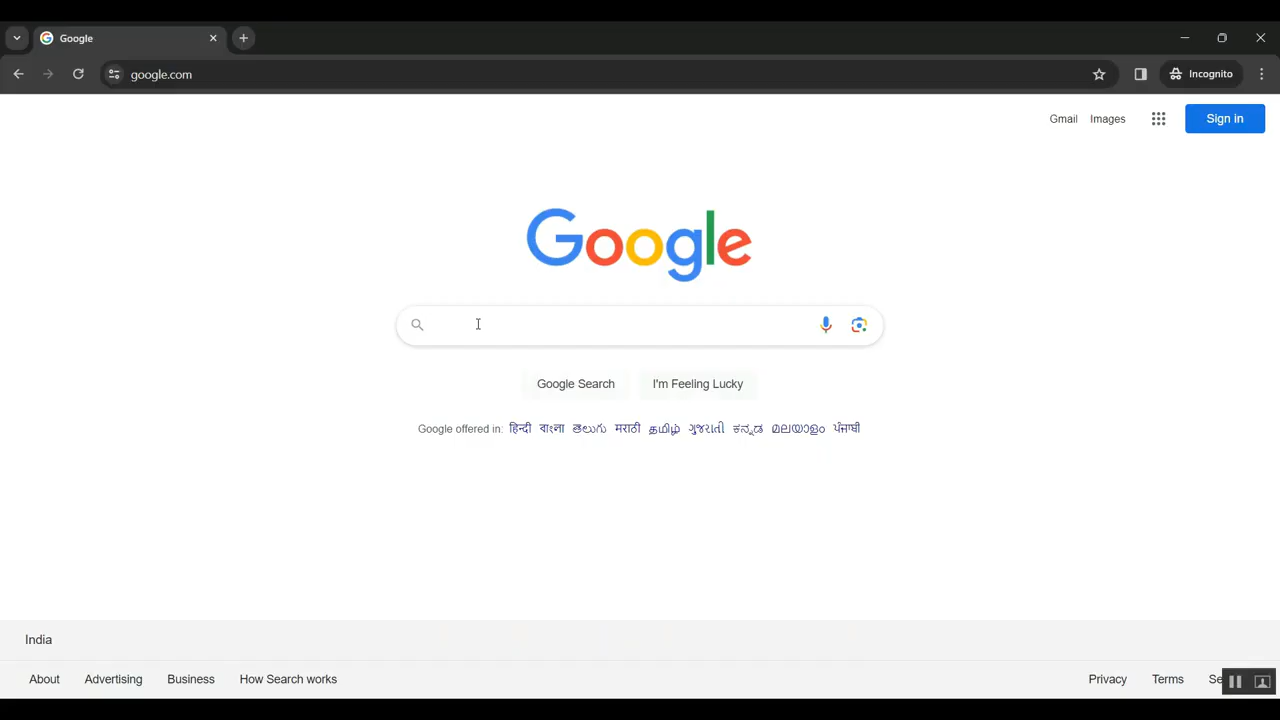 Google
google.com
Incognito
Gmail Images Sign in
Google
Google Search I'm Feeling Lucky
Google offered in: हिन्दी বাংলা తెలుగు मराठी தமிழ் ગુજરાતી ಕನ್ನಡ മലയാളം ਪੰਜਾਬੀ
India
About Advertising Business How Search works Privacy Terms Se